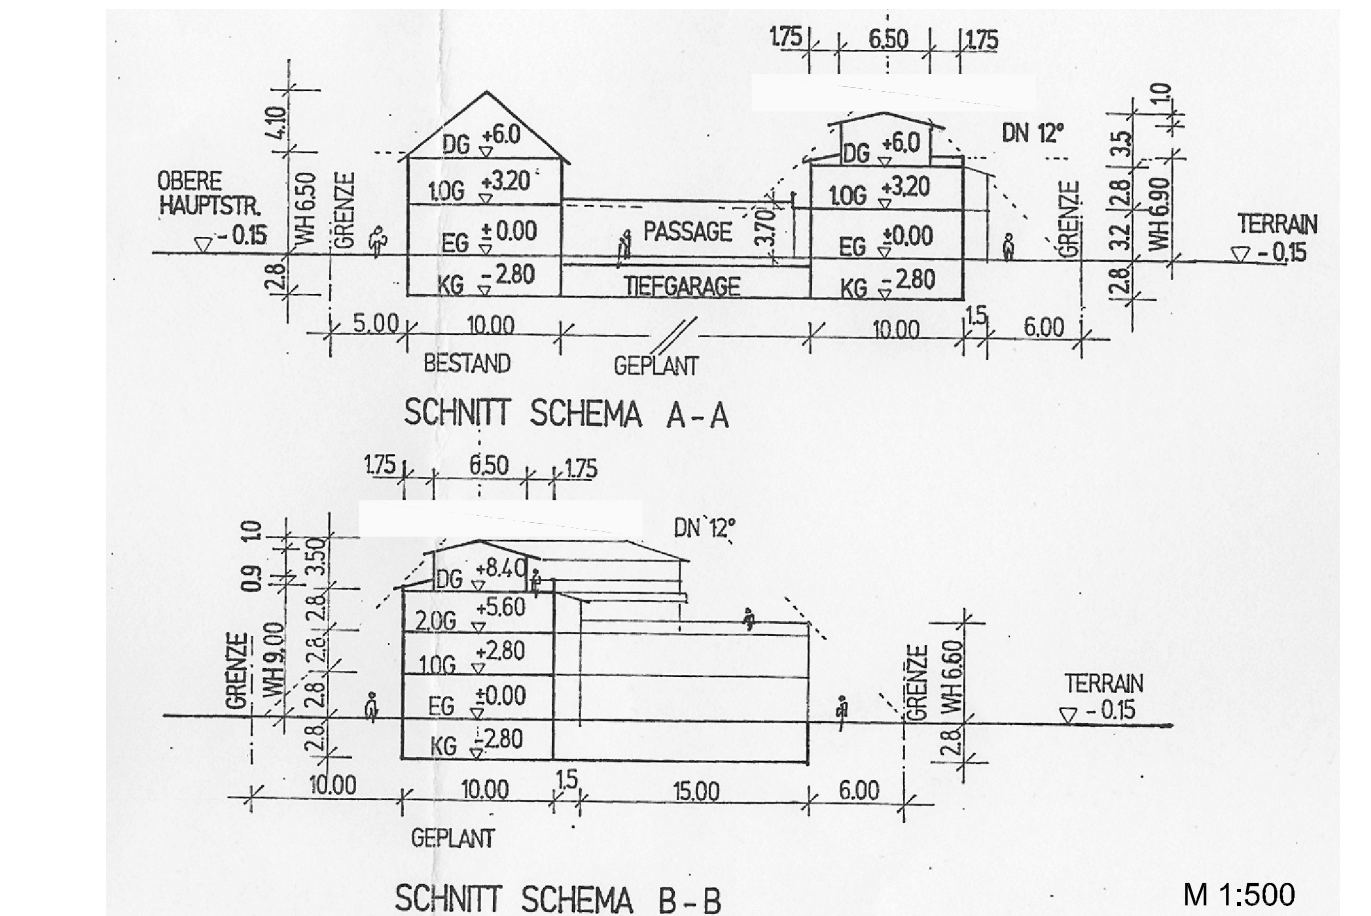 1.75 6.50 1.75
4.10
DG +6.0
DG +6.0
DN 12°
1.0
3.5
OBERE
HAUPTSTR.
- 0.15
WH 6.50
GRENZE
1.OG +3.20
1.OG +3.20
2.8
WH 6.90
GRENZE
TERRAIN
- 0.15
EG ± 0.00
PASSAGE
3.70
EG ±0.00
3.2
2.8
KG - 2.80
TIEFGARAGE
KG - 2.80
2.8
5.00 10.00 10.00 1.5 6.00
BESTAND
GEPLANT
SCHNITT SCHEMA A - A
1.75 6.50 1.75
DN 12°
1.0
0.9
3.50
DG +8.40
2.8
2.OG +5.60
GRENZE
WH 9.00
2.8
1.OG +2.80
2.8
EG ±0.00
GRENZE
WH 6.60
TERRAIN
- 0.15
2.8
KG -2.80
2.8
10.00 10.00 1.5 15.00 6.00
GEPLANT
SCHNITT SCHEMA B - B
M 1:500